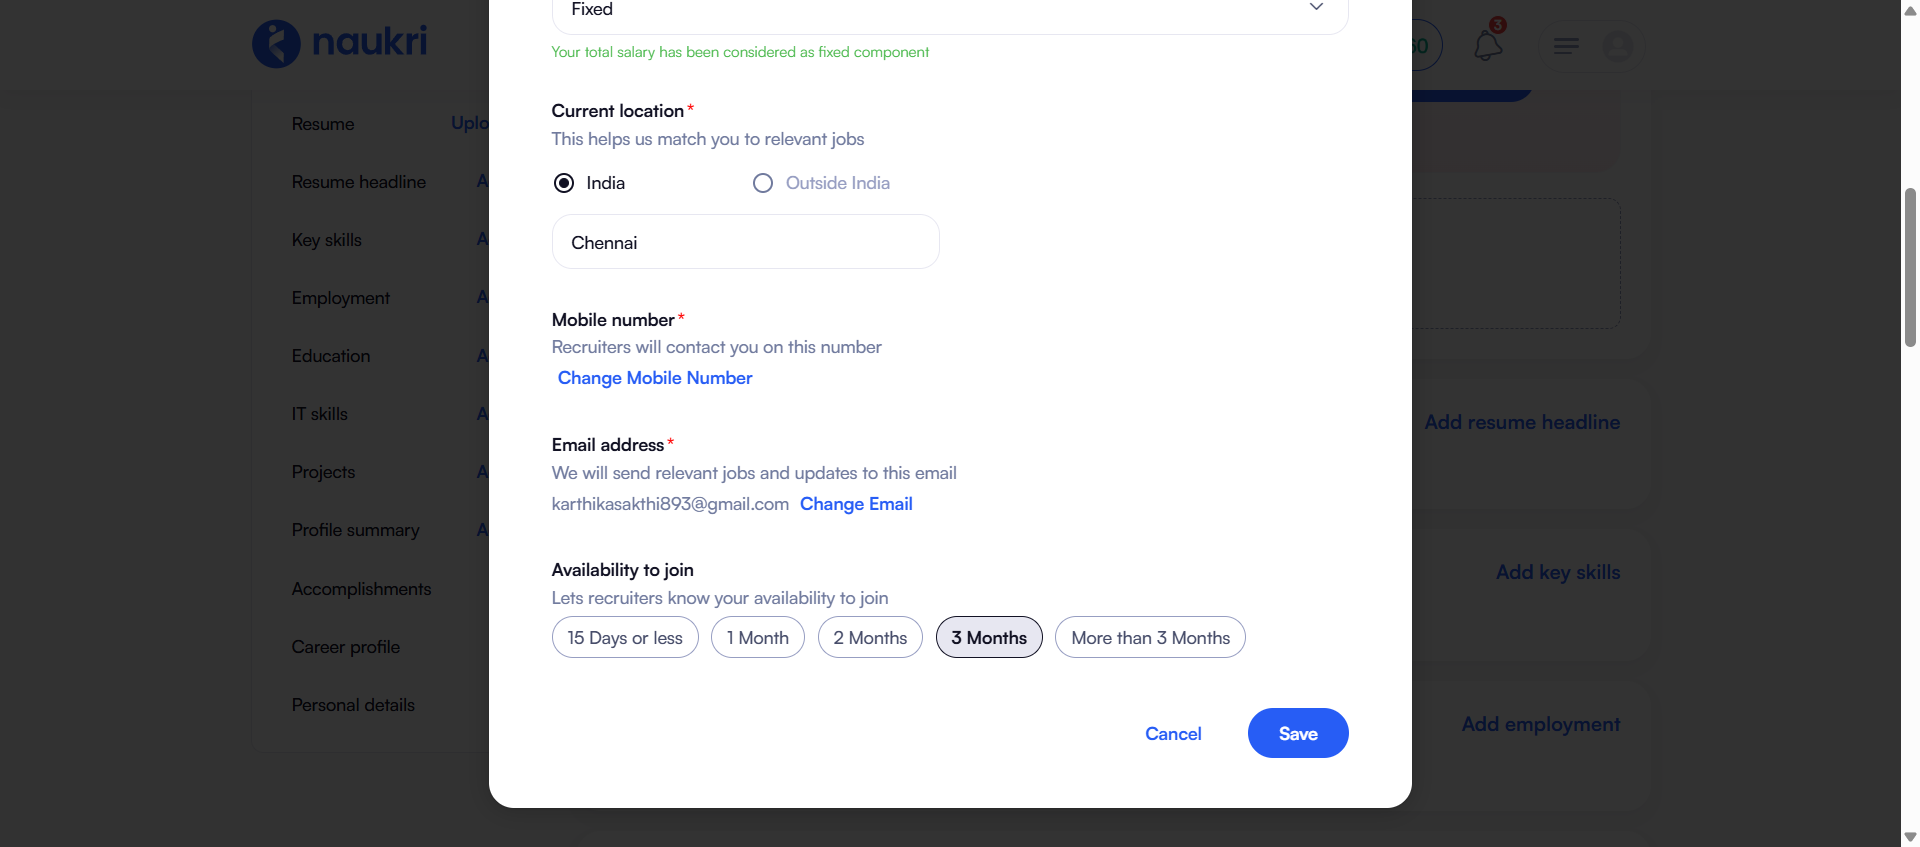 Fixed
naukri
3
Your total salary has been considered as fixed component
Current location*
This helps us match you to relevant jobs
India
Outside India
Chennai
Mobile number*
Recruiters will contact you on this number
Change Mobile Number
Email address*
We will send relevant jobs and updates to this email
karthikasakthi893@gmail.com Change Email
Availability to join
Lets recruiters know your availability to join
15 Days or less
1 Month
2 Months
3 Months
More than 3 Months
Cancel
Save
Resume
Resume headline
Key skills
Employment
Education
IT skills
Projects
Profile summary
Accomplishments
Career profile
Personal details
Add resume headline
Add key skills
Add employment